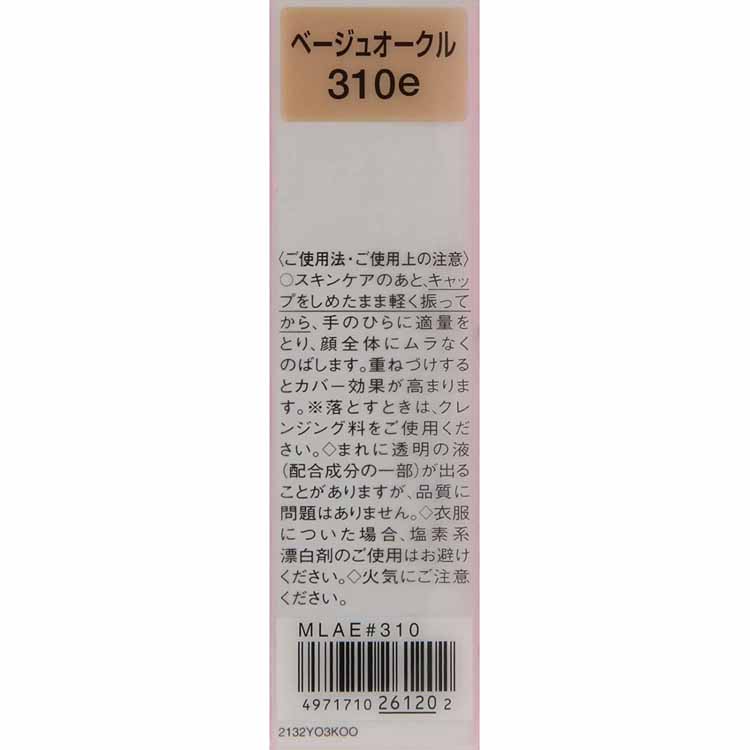 ベージュオークル
310e
〈ご使用法・ご使用上の注意〉
○スキンケアのあと、キャッ
プをしめたまま軽く振って
から、手のひらに適量を
とり、顔全体にムラなく
のばします。重ねづけする
とカバー効果が高まりま
す。※落とすときは、クレ
ンジング料をご使用くだ
さい。◇まれに透明の液
（配合成分の一部）が出る
ことがありますが、品質に
問題はありません。◇衣服
についた場合、塩素系
漂白剤のご使用はお避け
ください。◇火気にご注意
ください。
MLAE#310
4971710 26120 2
2132YO3KOO